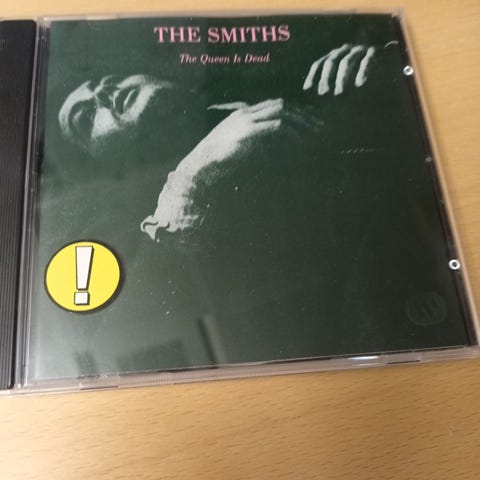 THE SMITHS
The Queen Is Dead
!